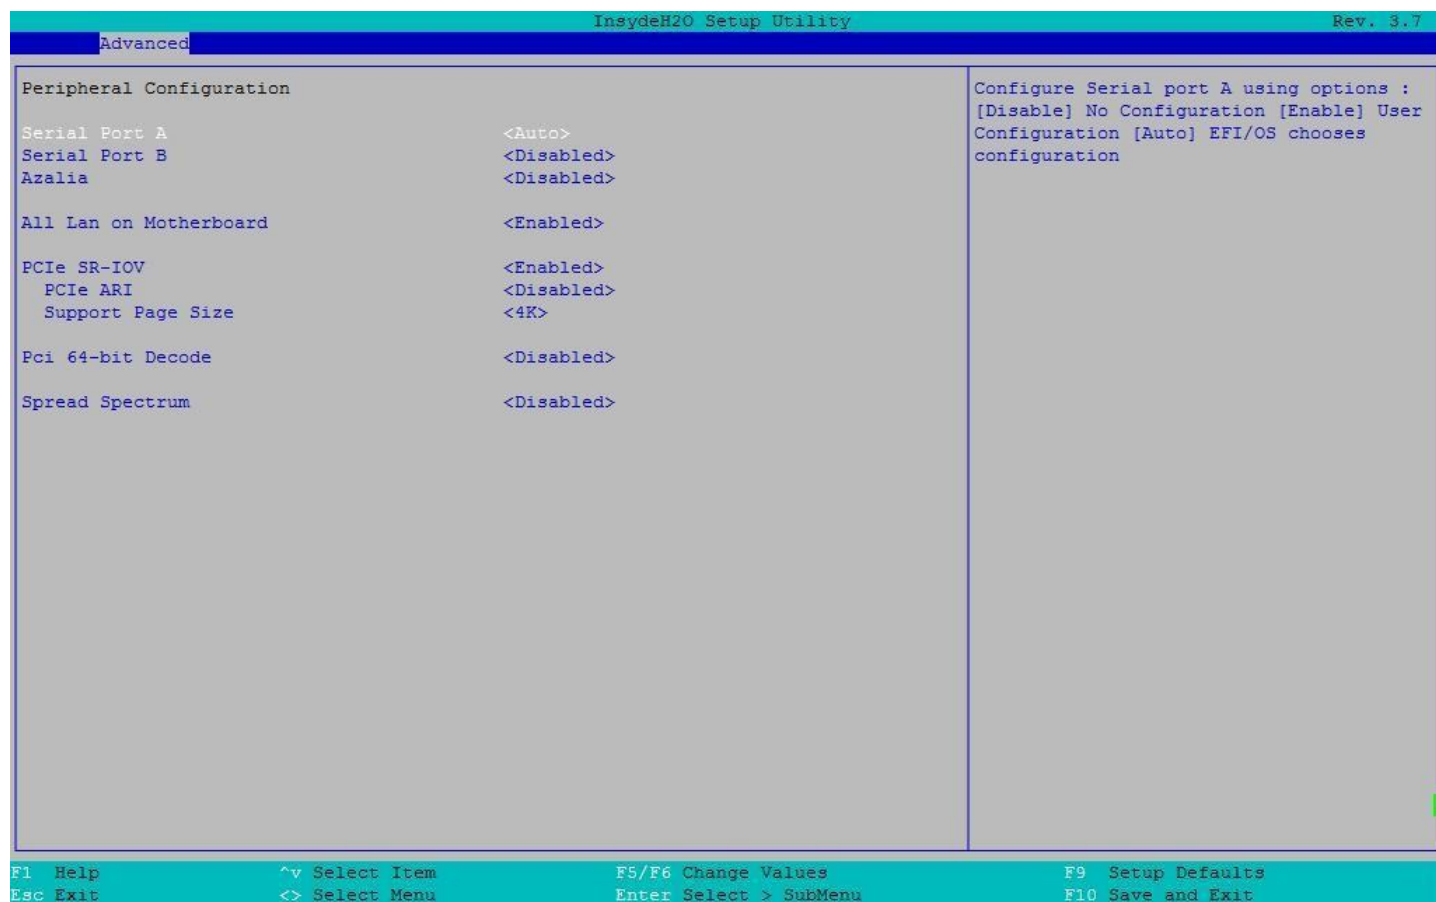 InsydeH2O Setup Utility Rev. 3.7
Advanced
Peripheral Configuration
Serial Port A <Auto>
Serial Port B <Disabled>
Azalia <Disabled>
All Lan on Motherboard <Enabled>
PCIe SR-IOV <Enabled>
PCIe ARI <Disabled>
Support Page Size <4K>
Pci 64-bit Decode <Disabled>
Spread Spectrum <Disabled>
Configure Serial port A using options :
[Disable] No Configuration [Enable] User
Configuration [Auto] EFI/OS chooses
configuration
F1 Help ^v Select Item F5/F6 Change Values F9 Setup Defaults
Esc Exit <> Select Menu Enter Select > SubMenu F10 Save and Exit